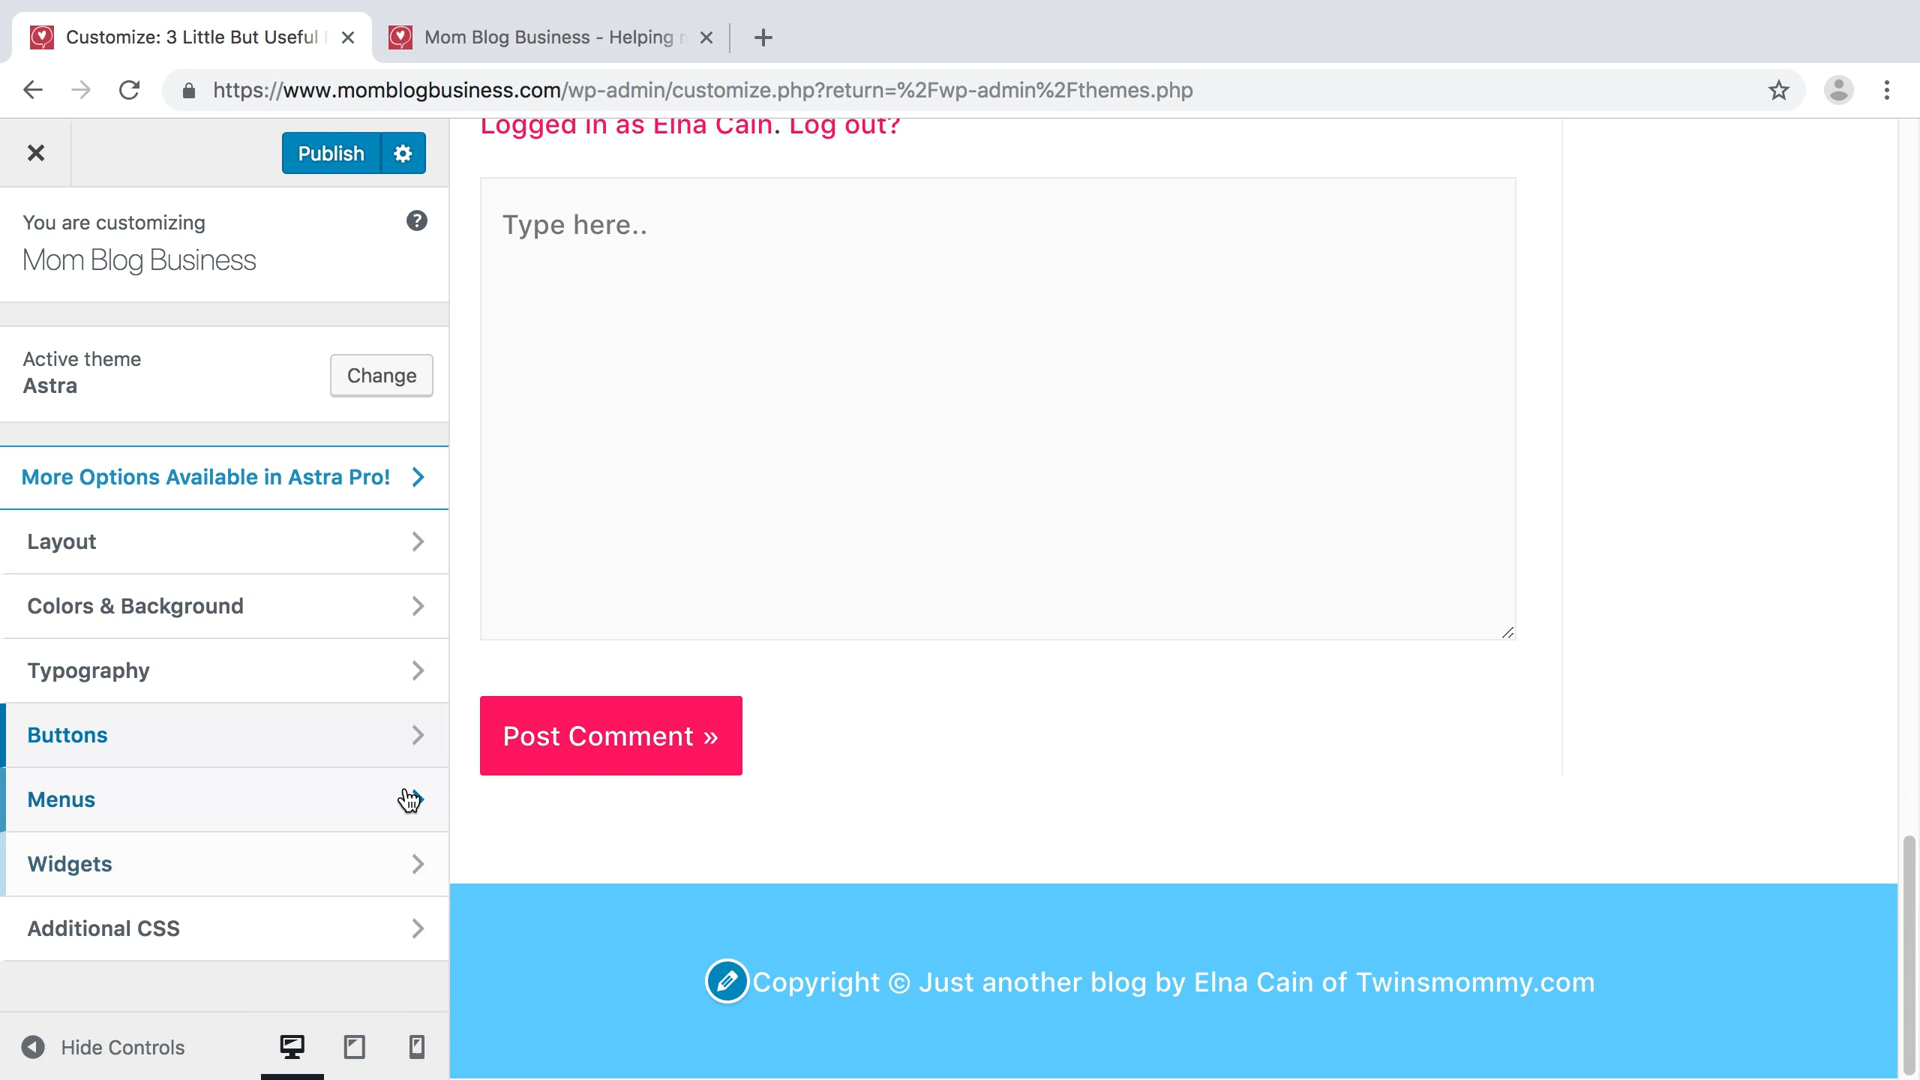 Customize: 3 Little But Useful
Mom Blog Business - Helping
https://www.momblogbusiness.com/wp-admin/customize.php?return=%2Fwp-admin%2Fthemes.php
Publish
You are customizing
Mom Blog Business
Active theme
Astra
Change
More Options Available in Astra Pro!
Layout
Colors & Background
Typography
Buttons
Menus
Widgets
Additional CSS
Hide Controls
Logged in as Elna Cain. Log out?
Type here..
Post Comment »
Copyright © Just another blog by Elna Cain of Twinsmommy.com